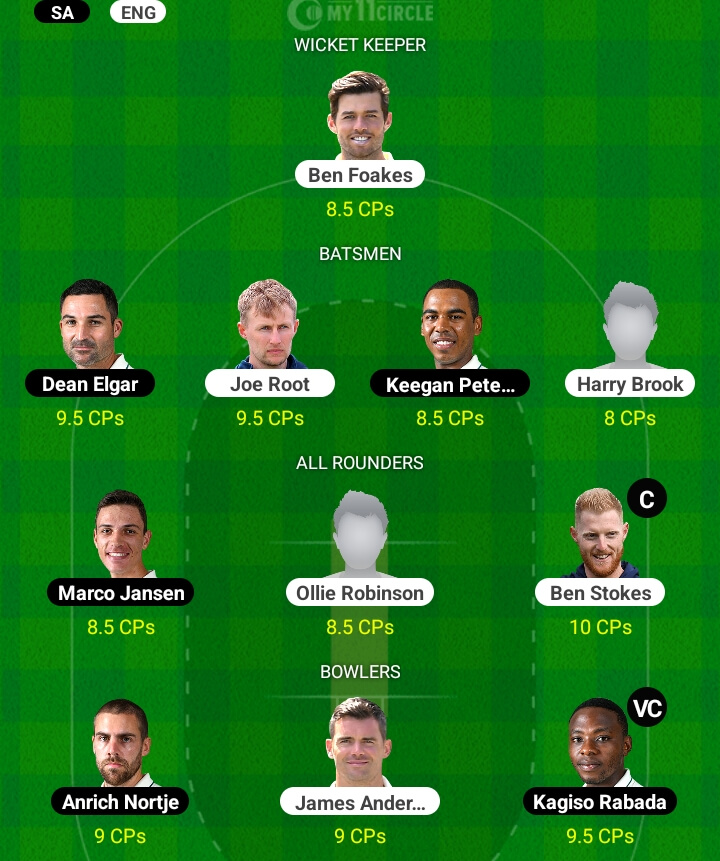 SA ENG MY11CIRCLE
WICKET KEEPER
Ben Foakes
8.5 CPs
BATSMEN
Dean Elgar Joe Root Keegan Pete... Harry Brook
9.5 CPs 9.5 CPs 8.5 CPs 8 CPs
ALL ROUNDERS
C
Marco Jansen Ollie Robinson Ben Stokes
8.5 CPs 8.5 CPs 10 CPs
BOWLERS
VC
Anrich Nortje James Ander... Kagiso Rabada
9 CPs 9 CPs 9.5 CPs